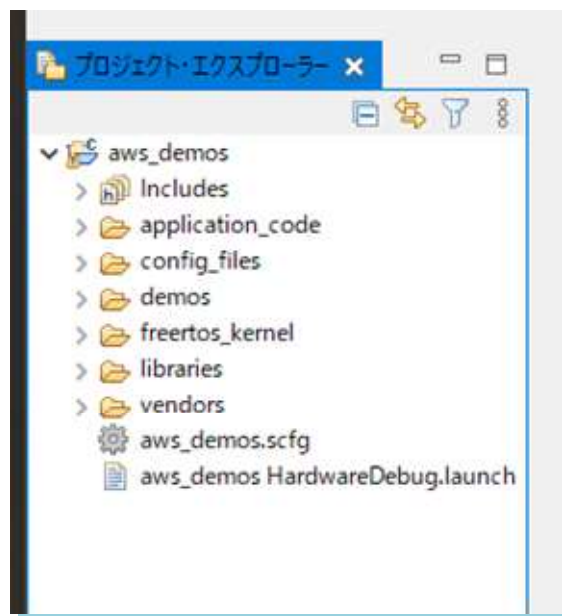 プロジェクト・エクスプローラー
aws_demos
Includes
application_code
config_files
demos
freertos_kernel
libraries
vendors
aws_demos.scfg
aws_demos HardwareDebug.launch